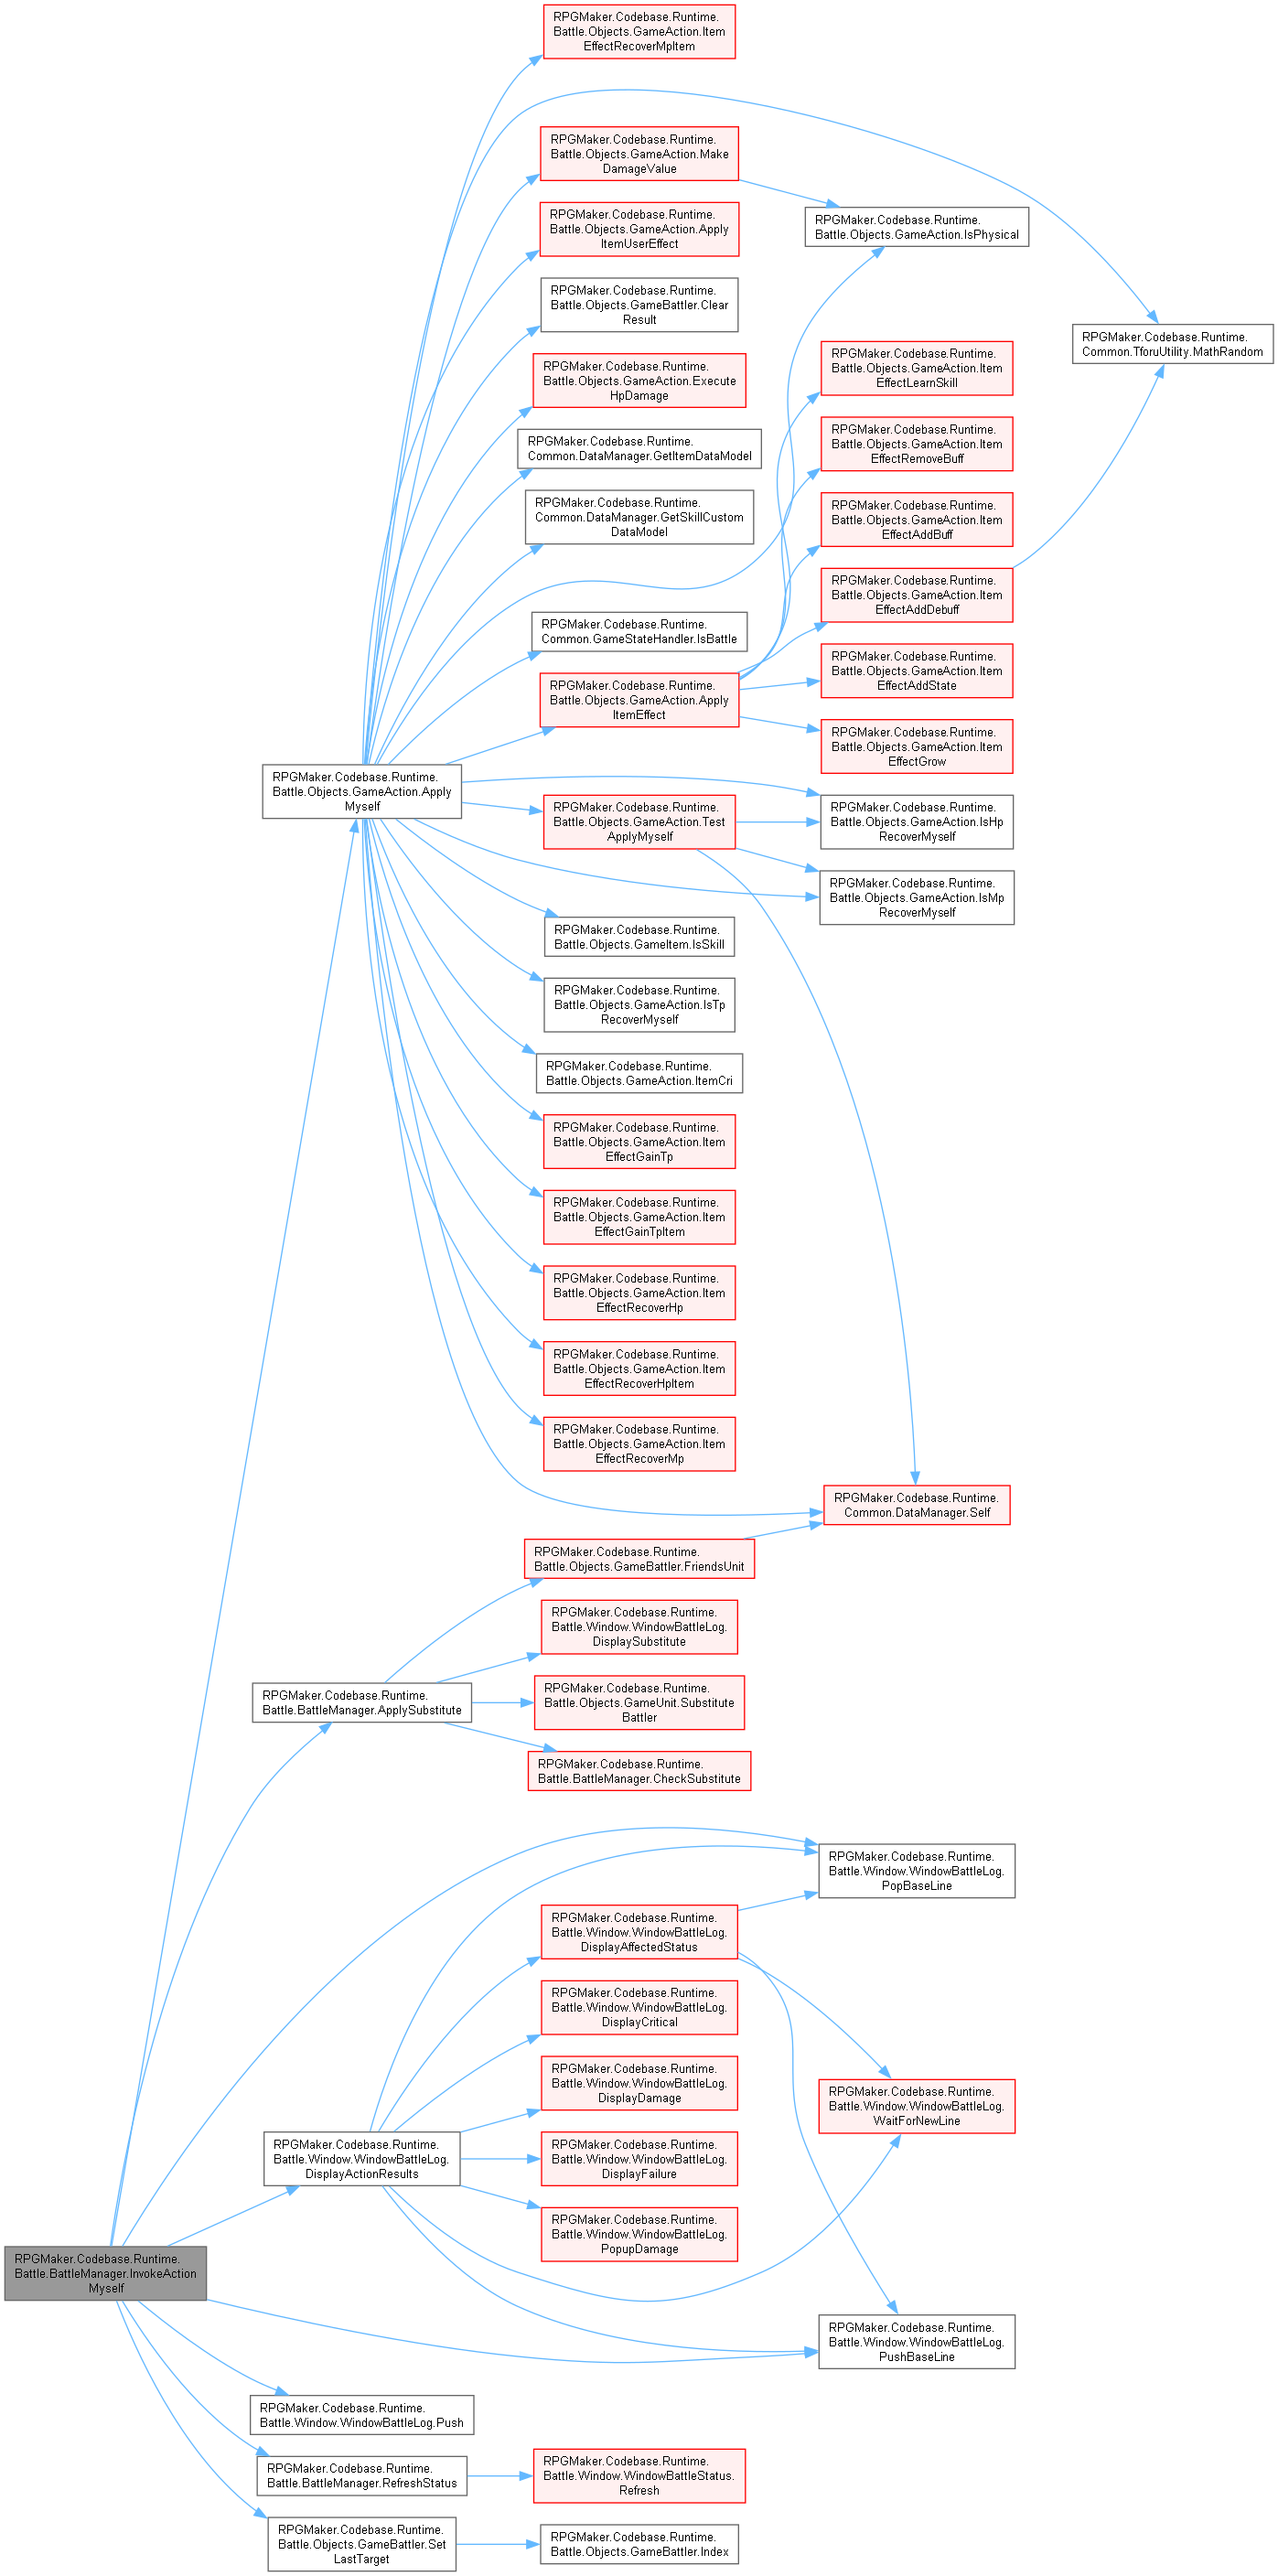 RPGMaker.Codebase.Runtime.
Battle.Objects.GameAction.Item
EffectRecoverMpItem
RPGMaker.Codebase.Runtime.
Battle.Objects.GameAction.Make
DamageValue
RPGMaker.Codebase.Runtime.
Battle.Objects.GameAction.Apply
ItemUserEffect
RPGMaker.Codebase.Runtime.
Battle.Objects.GameAction.IsPhysical
RPGMaker.Codebase.Runtime.
Battle.Objects.GameBattler.Clear
Result
RPGMaker.Codebase.Runtime.
Common.TforuUtility.MathRandom
RPGMaker.Codebase.Runtime.
Battle.Objects.GameAction.Execute
HpDamage
RPGMaker.Codebase.Runtime.
Battle.Objects.GameAction.Item
EffectLearnSkill
RPGMaker.Codebase.Runtime.
Common.DataManager.GetItemDataModel
RPGMaker.Codebase.Runtime.
Battle.Objects.GameAction.Item
EffectRemoveBuff
RPGMaker.Codebase.Runtime.
Common.DataManager.GetSkillCustom
DataModel
RPGMaker.Codebase.Runtime.
Battle.Objects.GameAction.Item
EffectAddBuff
RPGMaker.Codebase.Runtime.
Battle.Objects.GameAction.Item
EffectAddDebuff
RPGMaker.Codebase.Runtime.
Common.GameStateHandler.IsBattle
RPGMaker.Codebase.Runtime.
Battle.Objects.GameAction.Apply
ItemEffect
RPGMaker.Codebase.Runtime.
Battle.Objects.GameAction.Item
EffectAddState
RPGMaker.Codebase.Runtime.
Battle.Objects.GameAction.Item
EffectGrow
RPGMaker.Codebase.Runtime.
Battle.Objects.GameAction.Apply
Myself
RPGMaker.Codebase.Runtime.
Battle.Objects.GameAction.Test
ApplyMyself
RPGMaker.Codebase.Runtime.
Battle.Objects.GameAction.IsHp
RecoverMyself
RPGMaker.Codebase.Runtime.
Battle.Objects.GameAction.IsMp
RecoverMyself
RPGMaker.Codebase.Runtime.
Battle.Objects.GameItem.IsSkill
RPGMaker.Codebase.Runtime.
Battle.Objects.GameAction.IsTp
RecoverMyself
RPGMaker.Codebase.Runtime.
Battle.Objects.GameAction.ItemCri
RPGMaker.Codebase.Runtime.
Battle.Objects.GameAction.Item
EffectGainTp
RPGMaker.Codebase.Runtime.
Battle.Objects.GameAction.Item
EffectGainTpItem
RPGMaker.Codebase.Runtime.
Battle.Objects.GameAction.Item
EffectRecoverHp
RPGMaker.Codebase.Runtime.
Battle.Objects.GameAction.Item
EffectRecoverHpItem
RPGMaker.Codebase.Runtime.
Battle.Objects.GameAction.Item
EffectRecoverMp
RPGMaker.Codebase.Runtime.
Common.DataManager.Self
RPGMaker.Codebase.Runtime.
Battle.Objects.GameBattler.FriendsUnit
RPGMaker.Codebase.Runtime.
Battle.Window.WindowBattleLog.
DisplaySubstitute
RPGMaker.Codebase.Runtime.
Battle.BattleManager.ApplySubstitute
RPGMaker.Codebase.Runtime.
Battle.Objects.GameUnit.Substitute
Battler
RPGMaker.Codebase.Runtime.
Battle.BattleManager.CheckSubstitute
RPGMaker.Codebase.Runtime.
Battle.Window.WindowBattleLog.
PopBaseLine
RPGMaker.Codebase.Runtime.
Battle.Window.WindowBattleLog.
DisplayAffectedStatus
RPGMaker.Codebase.Runtime.
Battle.Window.WindowBattleLog.
DisplayCritical
RPGMaker.Codebase.Runtime.
Battle.Window.WindowBattleLog.
DisplayDamage
RPGMaker.Codebase.Runtime.
Battle.Window.WindowBattleLog.
WaitForNewLine
RPGMaker.Codebase.Runtime.
Battle.Window.WindowBattleLog.
DisplayActionResults
RPGMaker.Codebase.Runtime.
Battle.Window.WindowBattleLog.
DisplayFailure
RPGMaker.Codebase.Runtime.
Battle.Window.WindowBattleLog.
PopupDamage
RPGMaker.Codebase.Runtime.
Battle.BattleManager.InvokeAction
Myself
RPGMaker.Codebase.Runtime.
Battle.Window.WindowBattleLog.
PushBaseLine
RPGMaker.Codebase.Runtime.
Battle.Window.WindowBattleLog.Push
RPGMaker.Codebase.Runtime.
Battle.BattleManager.RefreshStatus
RPGMaker.Codebase.Runtime.
Battle.Window.WindowBattleStatus.
Refresh
RPGMaker.Codebase.Runtime.
Battle.Objects.GameBattler.Set
LastTarget
RPGMaker.Codebase.Runtime.
Battle.Objects.GameBattler.Index